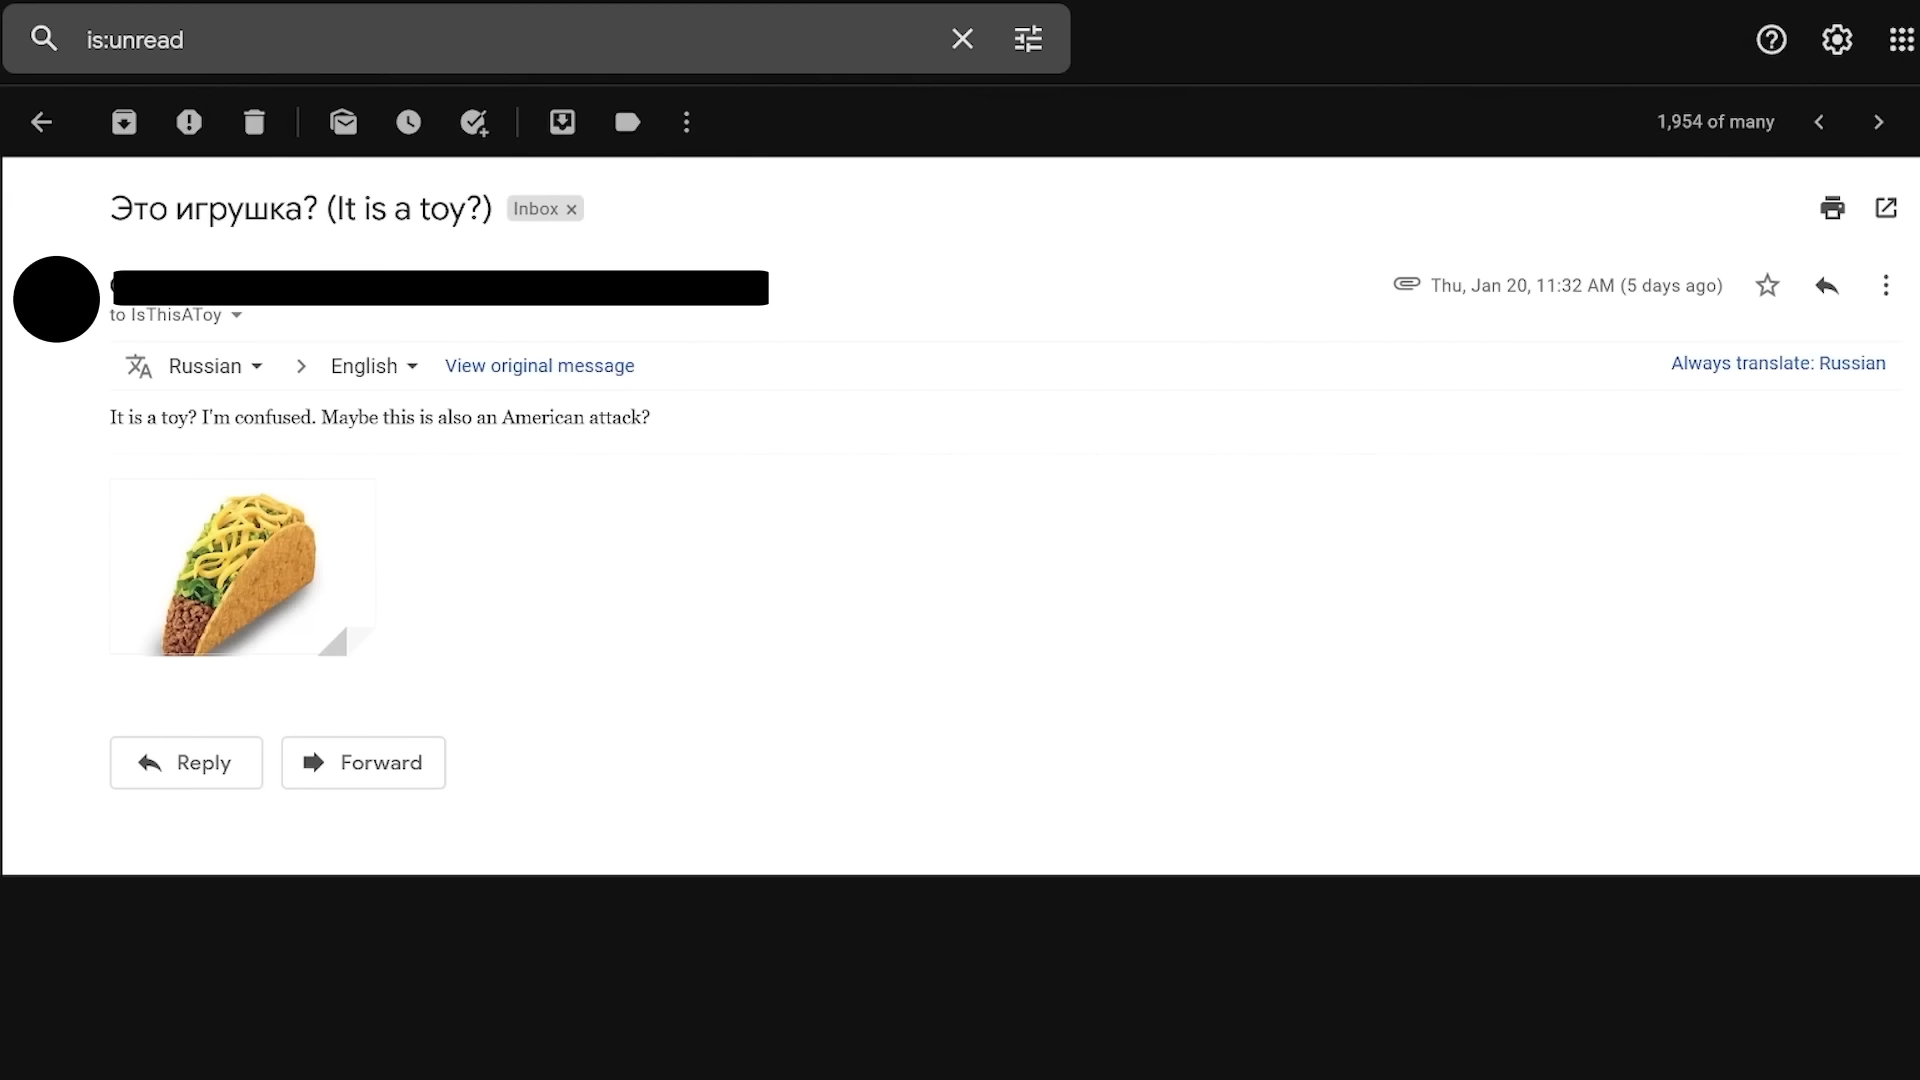 is:unread
1,954 of many
Это игрушка? (It is a toy?) Inbox x
Thu, Jan 20, 11:32 AM (5 days ago)
to IsThisAToy
Russian > English View original message Always translate: Russian
It is a toy? I'm confused. Maybe this is also an American attack?
Reply Forward